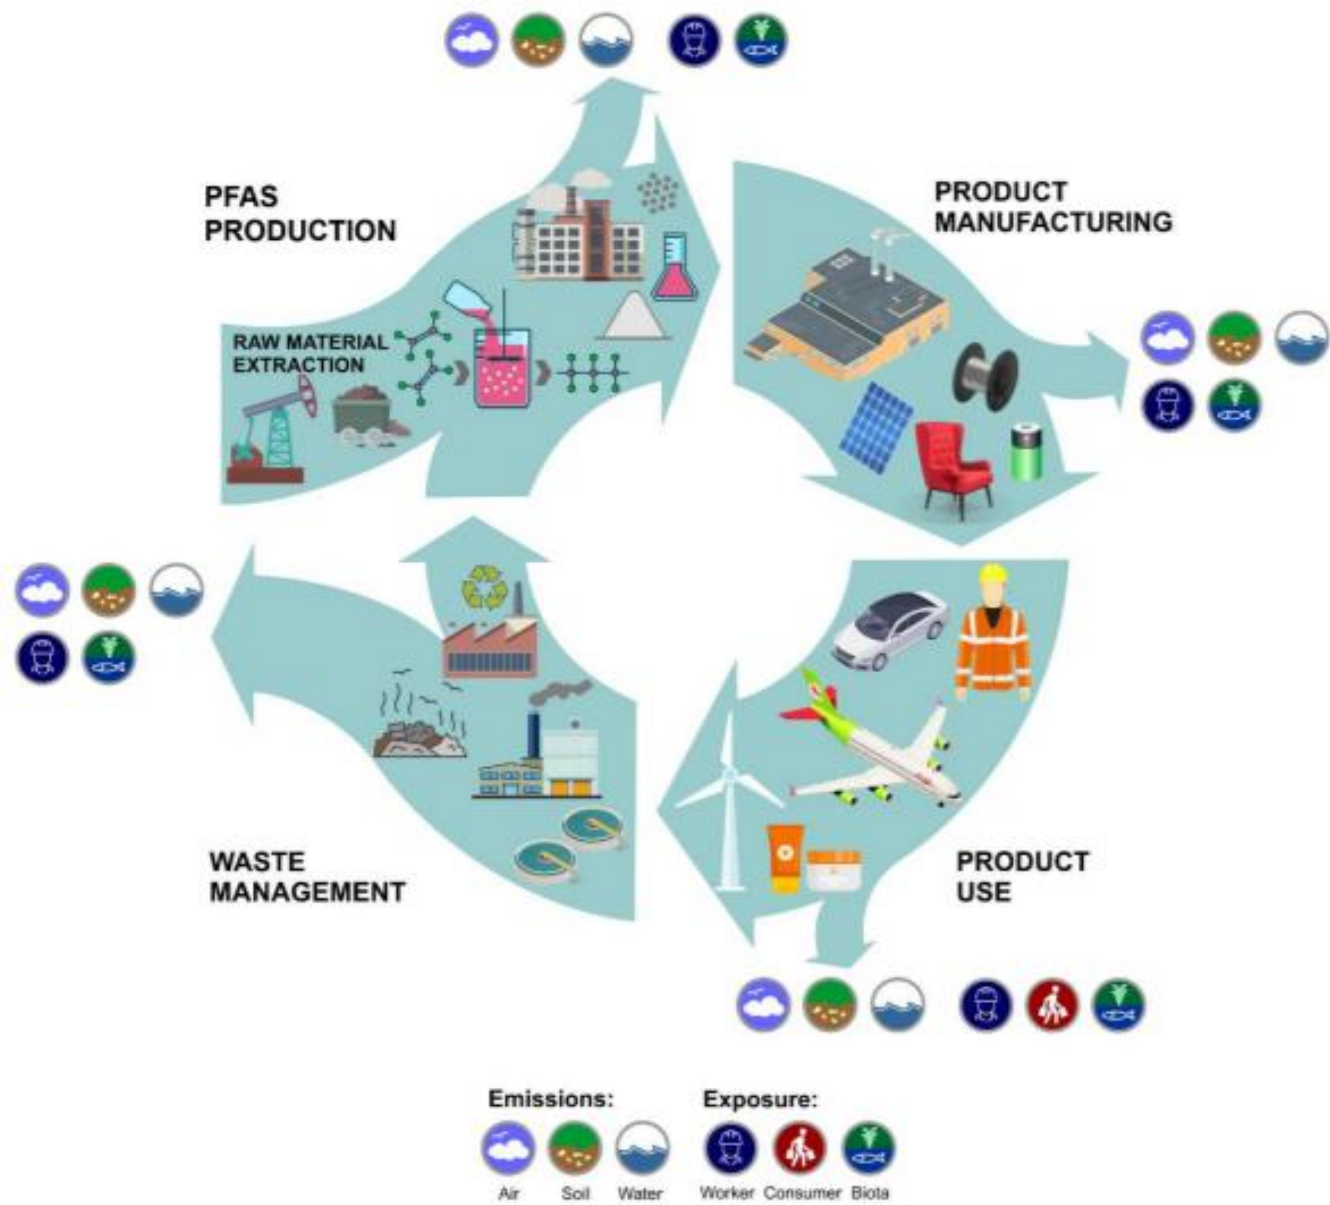 PFAS
PRODUCTION
PRODUCT
MANUFACTURING
RAW MATERIAL
EXTRACTION
WASTE
MANAGEMENT
PRODUCT
USE
Emissions:
Exposure:
Air
Soil
Water
Worker
Consumer
Biota